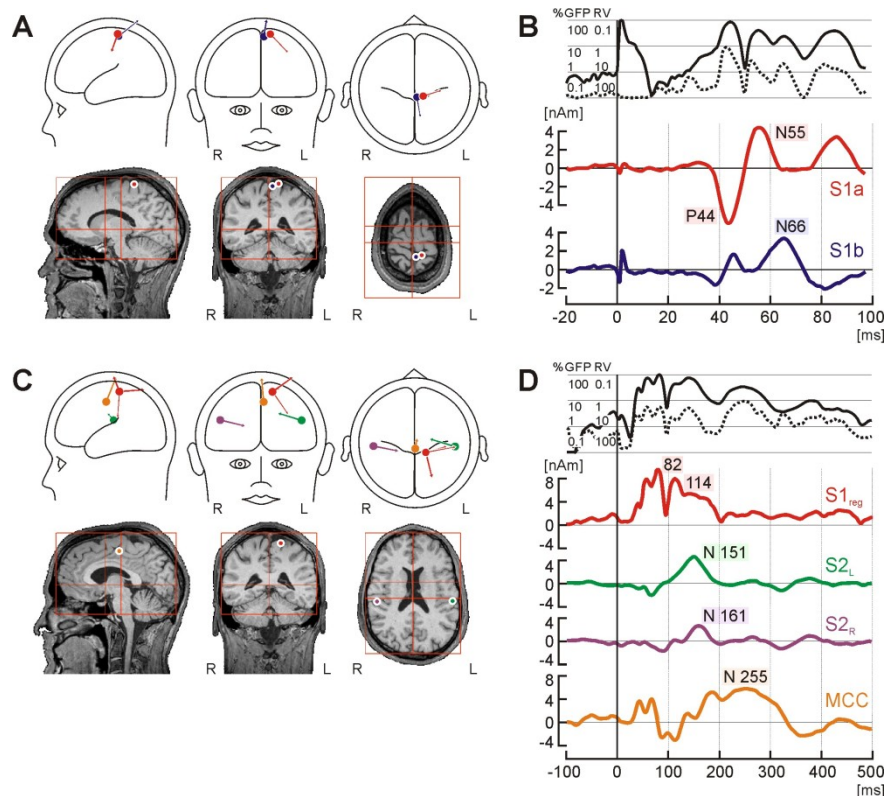 A
R L
R L
R L
R L
B
%GFP RV
100 0.1
10 1
1 10
0.1 100
[nAm]
4
2
0
2
4
N55
S1a
P44
4
2
0
-2
N66
S1b
-20 0 20 40 60 80 100
[ms]
C
R L
R L
R L
R L
D
%GFP RV
100 0.1
10 1
1 10
0.1 100
[nAm]
8
4
0
-4
82
114
S1reg
4
0
-4
N 151
S2L
4
0
-4
N 161
S2R
8
4
0
-4
N 255
MCC
-100 0 100 200 300 400 500
[ms]